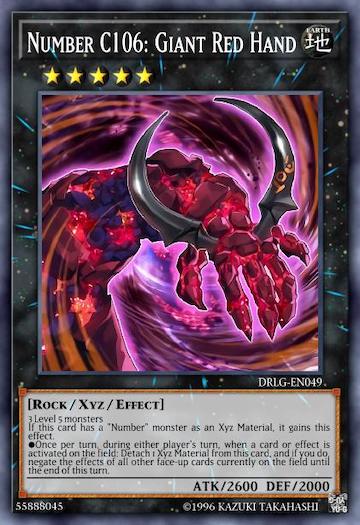 NUMBER C106: GIANT RED HAND
EARTH
地
DRLG-EN049
[ROCK / XYZ / EFFECT]
3 Level 5 monsters
If this card has a "Number" monster as an Xyz Material, it gains this
effect.
●Once per turn, during either player's turn, when a card or effect is
activated on the field: Detach 1 Xyz Material from this card, and if you do,
negate the effects of all other face-up cards currently on the field until
the end of this turn.
ATK/2600 DEF/2000
55888045
©1996 KAZUKI TAKAHASHI